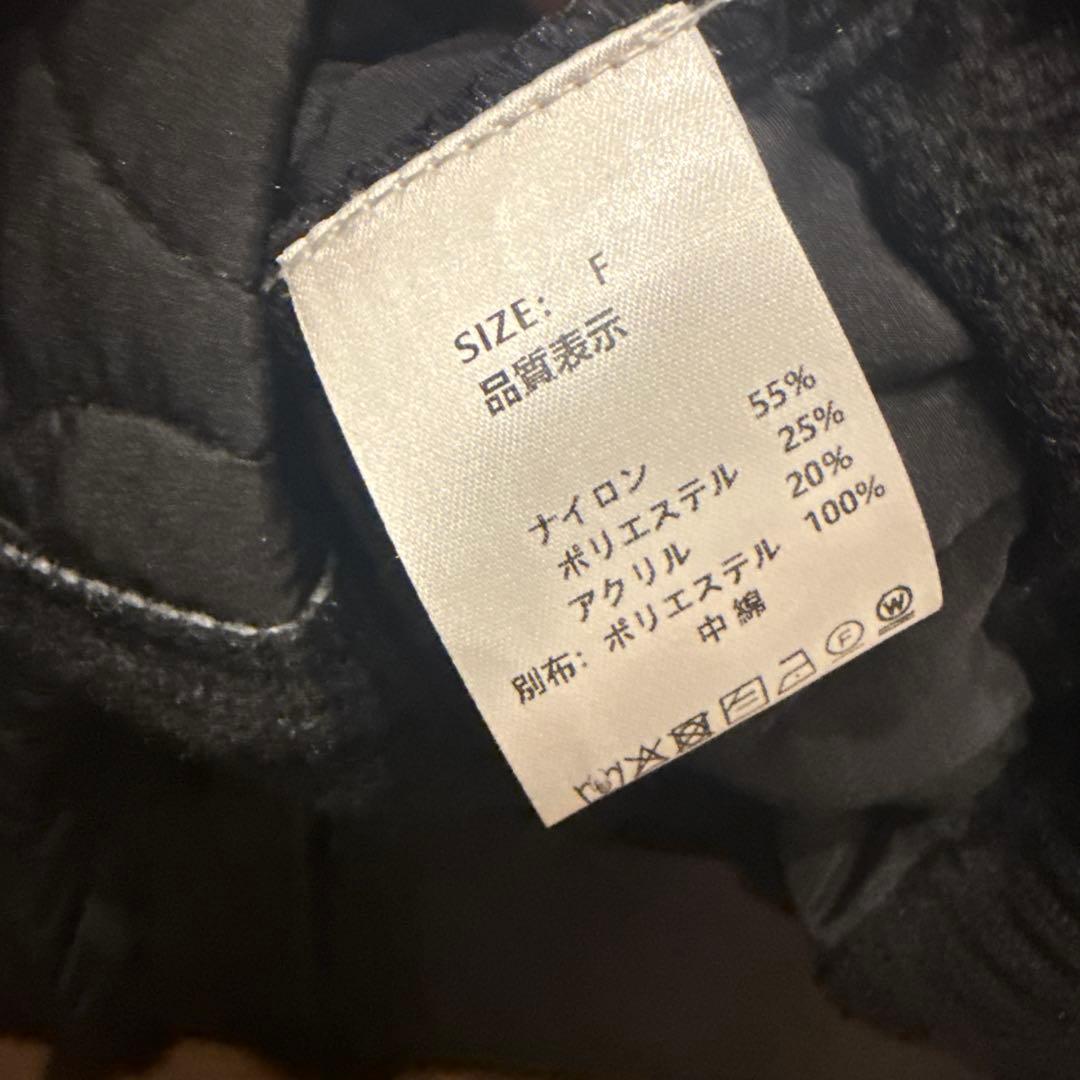 SIZE: F
品質表示
ナイロン 55%
ポリエステル 25%
アクリル 20%
別布: ポリエステル 100%
中綿
F W